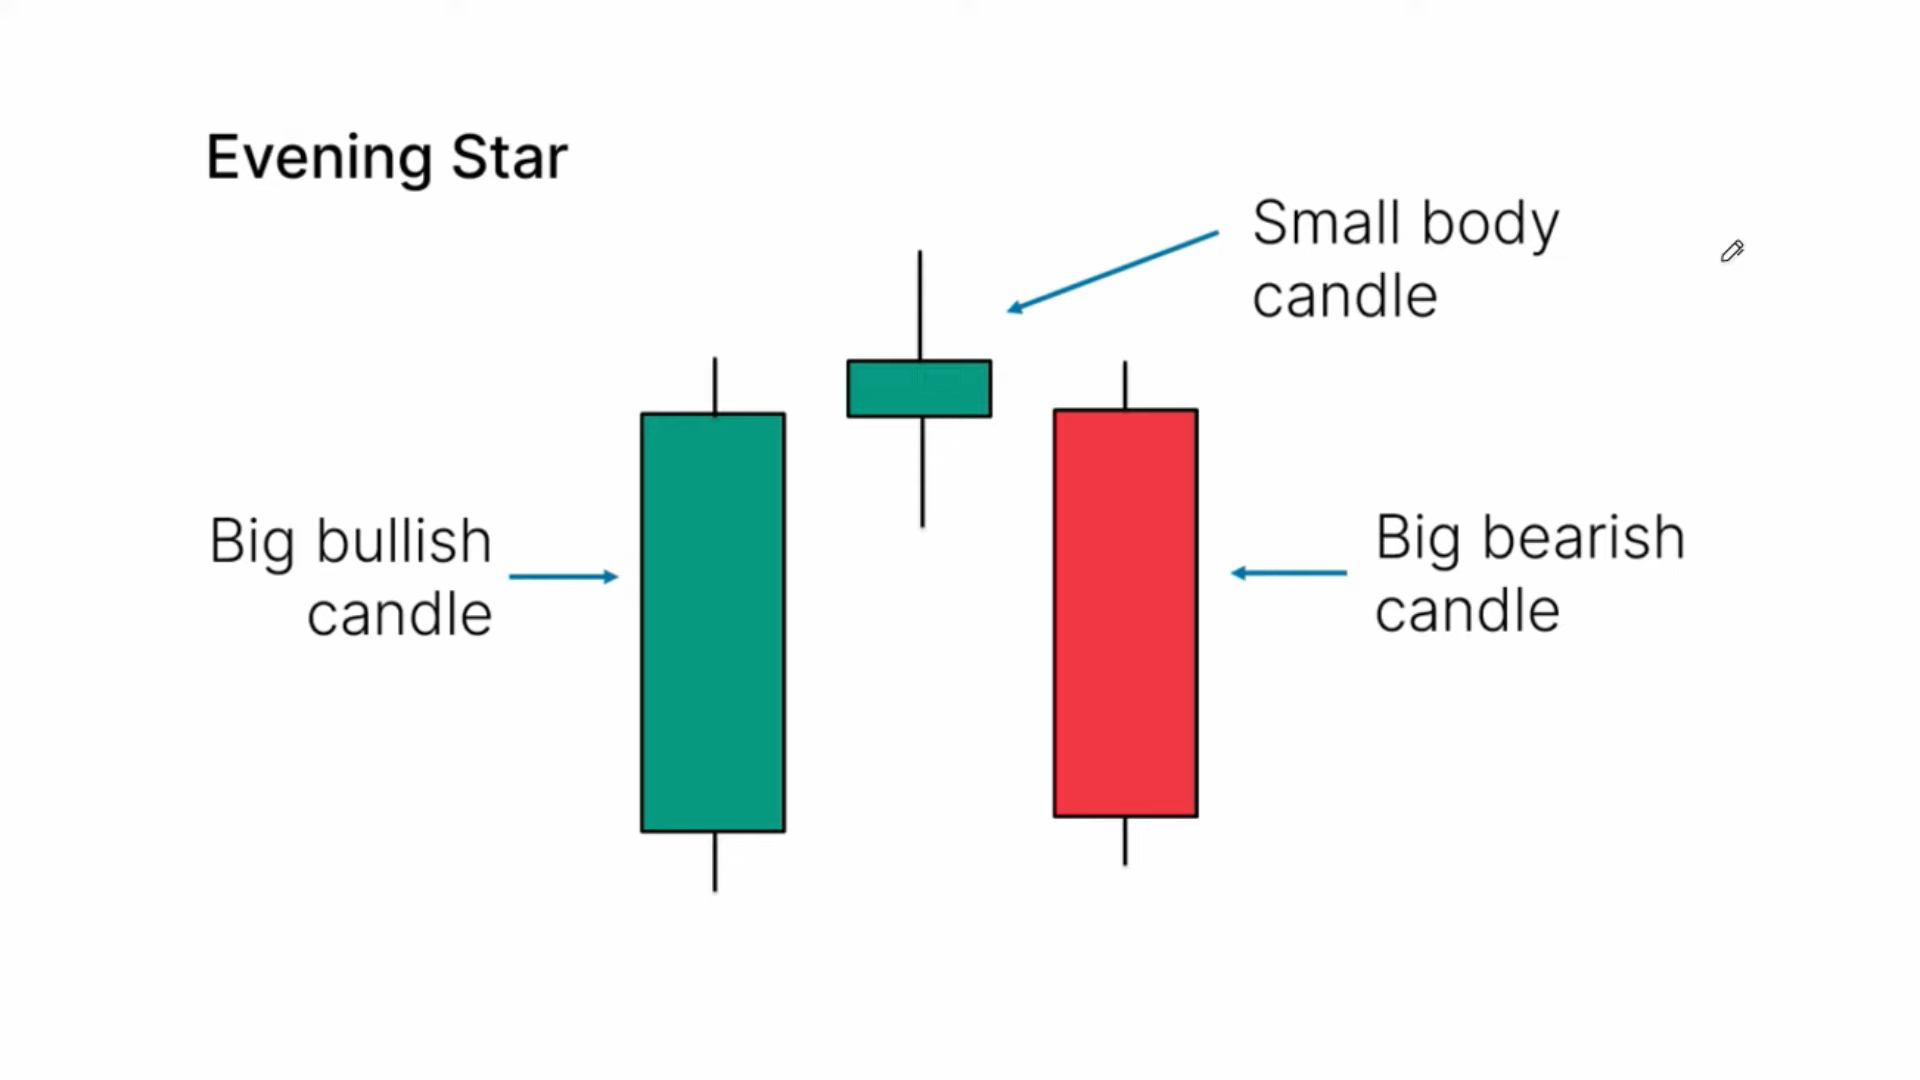 Evening Star
Small body
candle
Big bullish
candle
Big bearish
candle